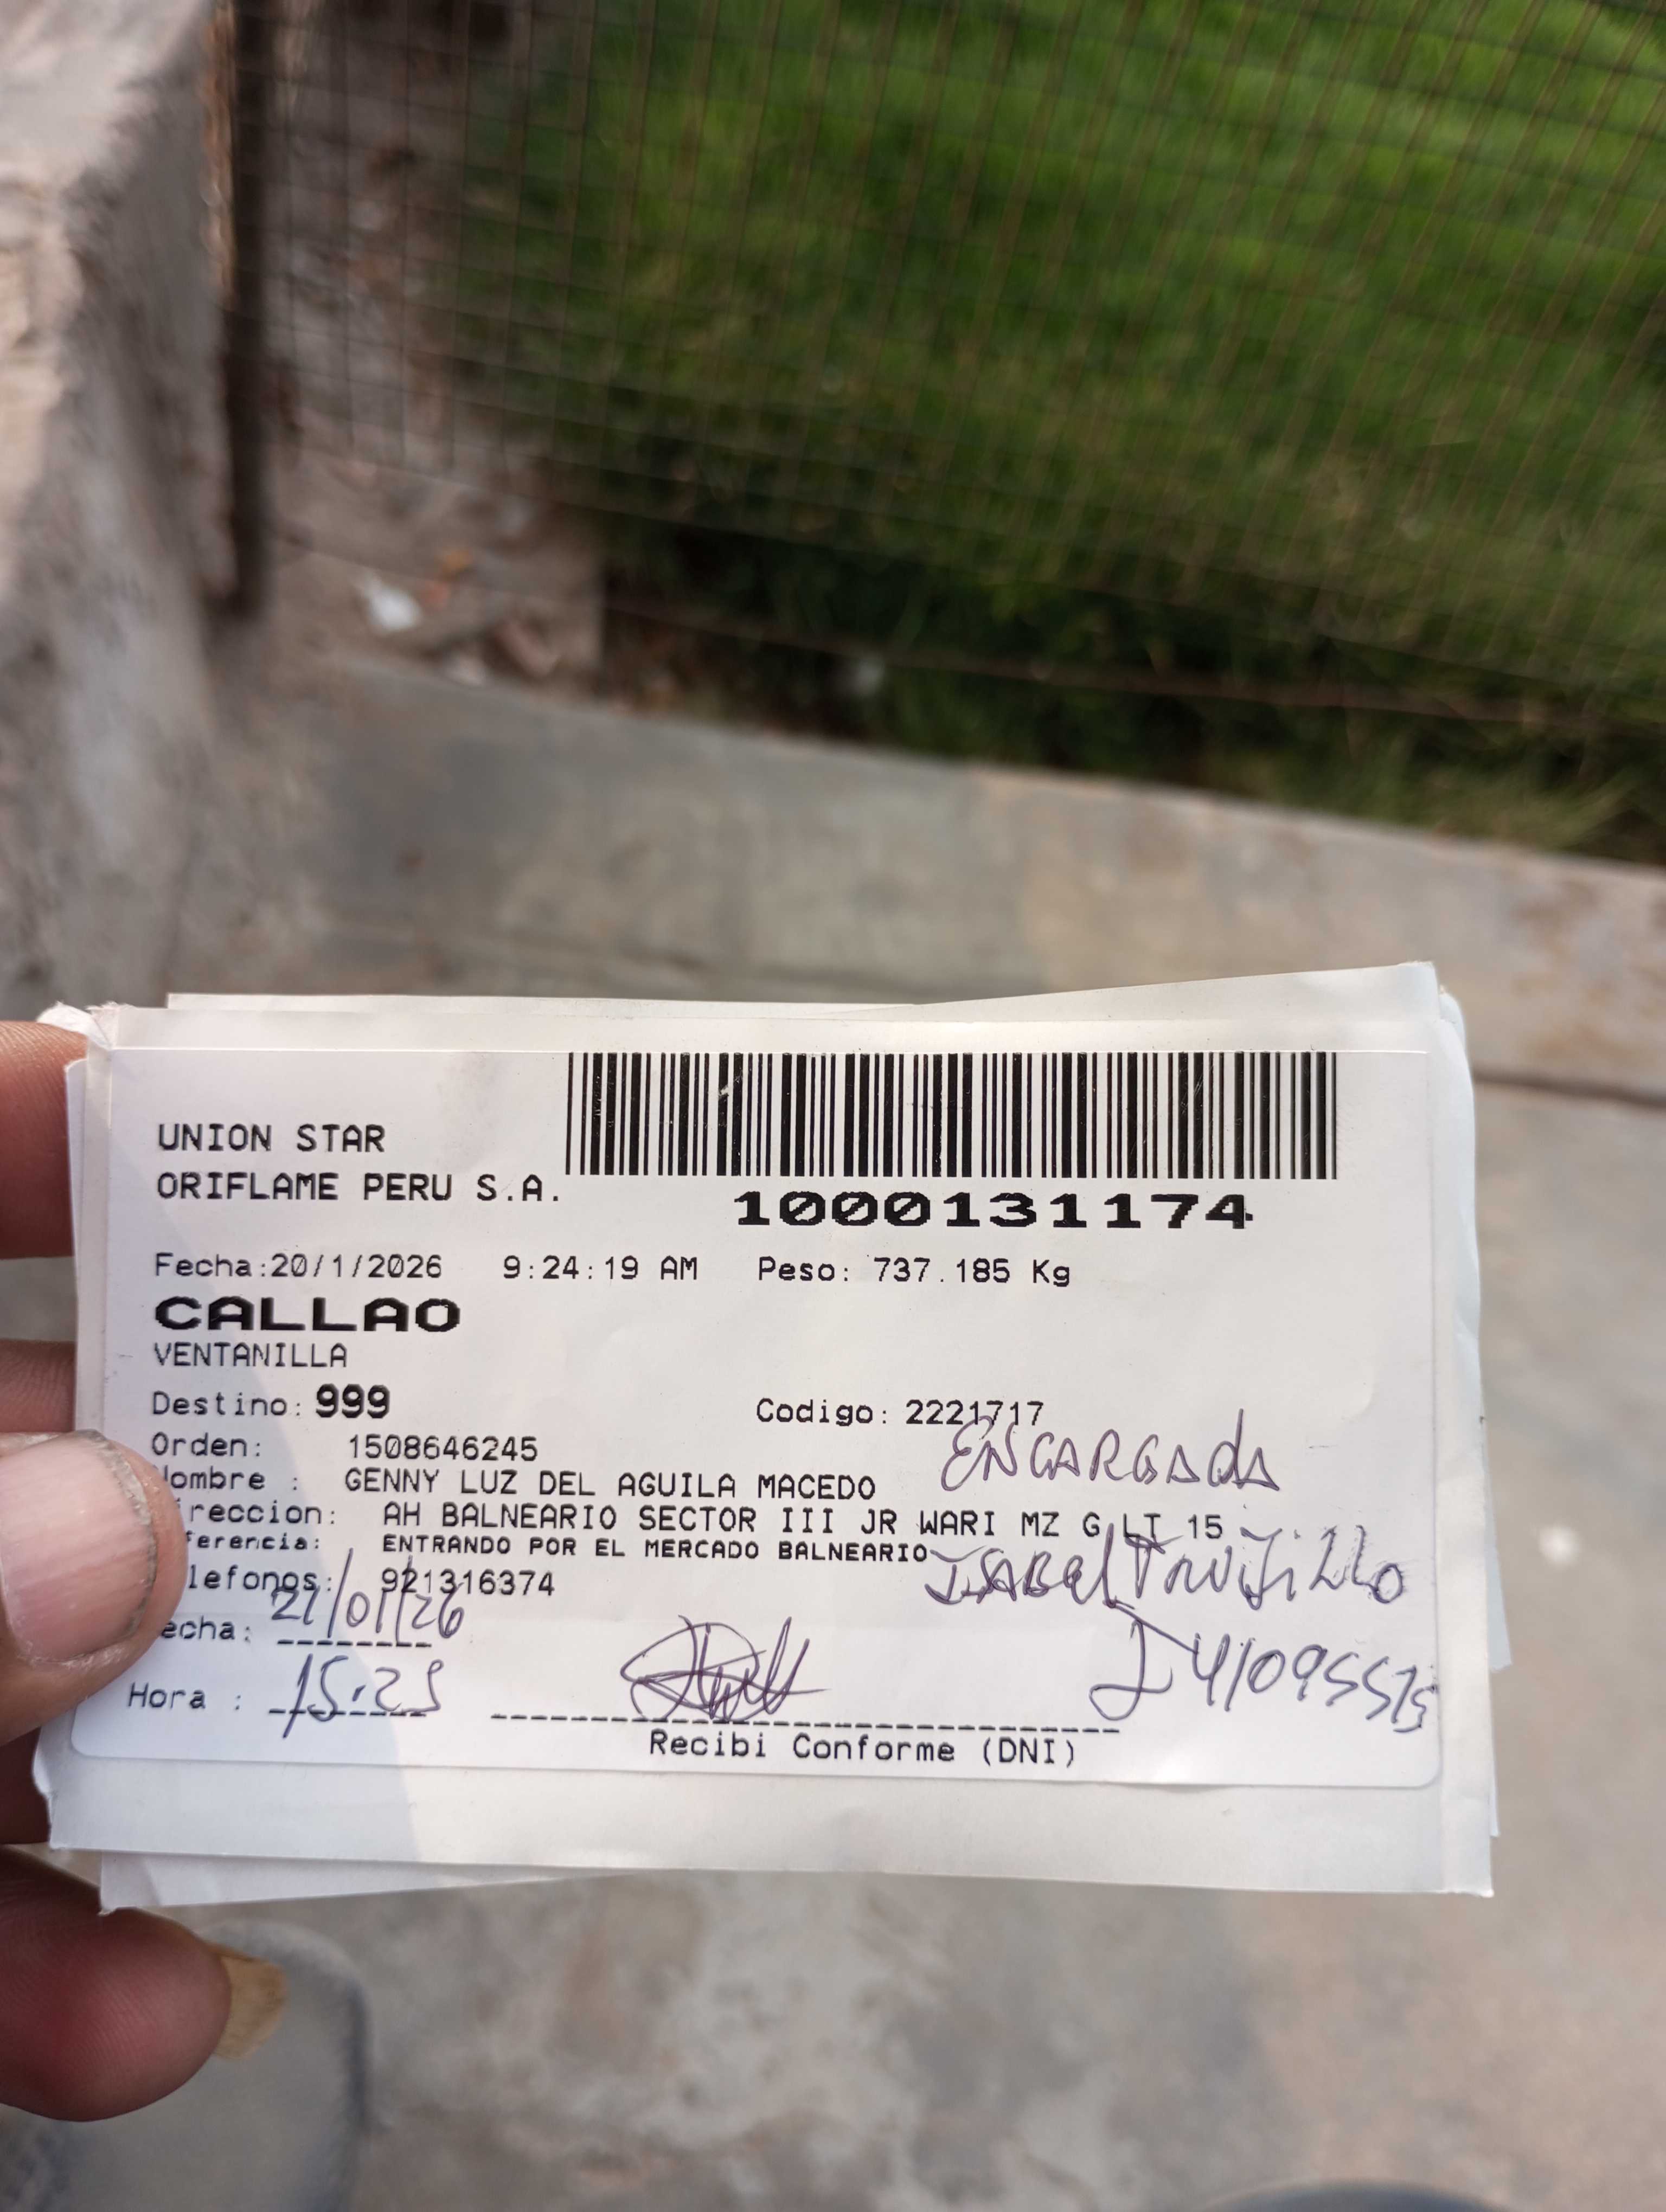 UNION STAR
ORIFLAME PERU S.A.
1000131174
Fecha:20/1/2026 9:24:19 AM Peso: 737.185 Kg
CALLAO
VENTANILLA
Destino: 999 Codigo: 2221717
ENCARGADA
Orden: 1508646245
ombre : GENNY LUZ DEL AGUILA MACEDO
reccion: AH BALNEARIO SECTOR III JR WARI MZ G LT 15
ferencia: ENTRANDO POR EL MERCADO BALNEARIO
ISABel TRUJillo
lefonos: 921316374
echa: 21/01/26
Hora :
Recibi Conforme (DNI)